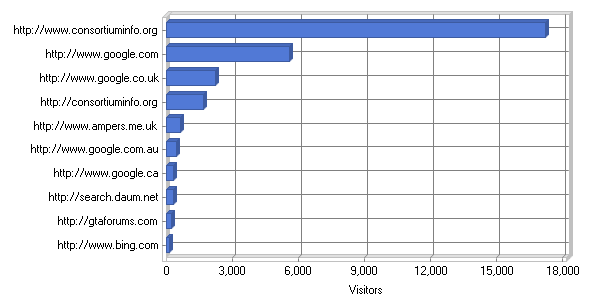 http://www.consortiuminfo.org
http://www.google.com
http://www.google.co.uk
http://consortiuminfo.org
http://www.ampers.me.uk
http://www.google.com.au
http://www.google.ca
http://search.daum.net
http://gtaforums.com
http://www.bing.com
0 3,000 6,000 9,000 12,000 15,000 18,000
Visitors